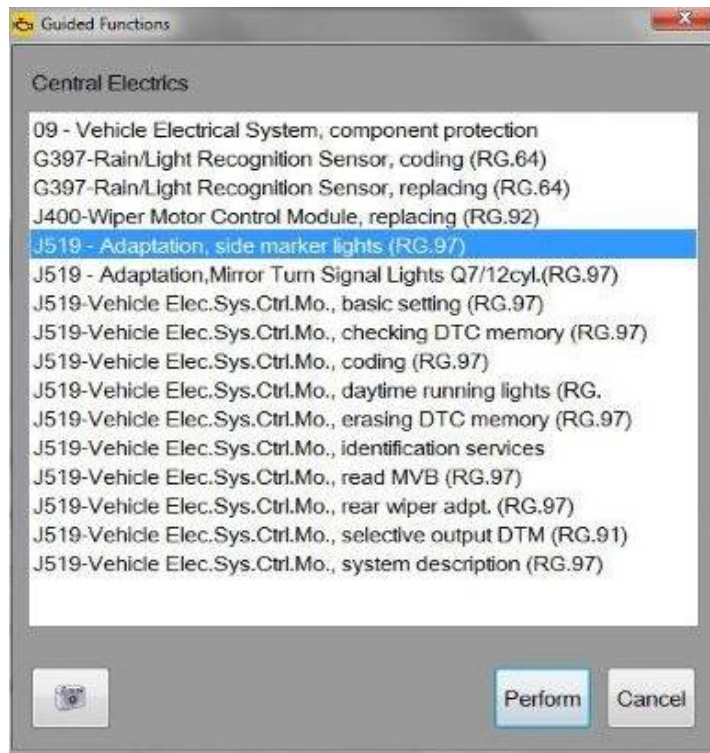 Guided Functions
Central Electrics
09 - Vehicle Electrical System, component protection
G397-Rain/Light Recognition Sensor, coding (RG.64)
G397-Rain/Light Recognition Sensor, replacing (RG.64)
J400-Wiper Motor Control Module, replacing (RG.92)
J519 - Adaptation, side marker lights (RG.97)
J519 - Adaptation,Mirror Turn Signal Lights Q7/12cyl.(RG.97)
J519-Vehicle Elec.Sys.Ctrl.Mo., basic setting (RG.97)
J519-Vehicle Elec.Sys.Ctrl.Mo., checking DTC memory (RG.97)
J519-Vehicle Elec.Sys.Ctrl.Mo., coding (RG.97)
J519-Vehicle Elec.Sys.Ctrl.Mo., daytime running lights (RG.
J519-Vehicle Elec.Sys.Ctrl.Mo., erasing DTC memory (RG.97)
J519-Vehicle Elec.Sys.Ctrl.Mo., identification services
J519-Vehicle Elec.Sys.Ctrl.Mo., read MVB (RG.97)
J519-Vehicle Elec.Sys.Ctrl.Mo., rear wiper adpt. (RG.97)
J519-Vehicle Elec.Sys.Ctrl.Mo., selective output DTM (RG.91)
J519-Vehicle Elec.Sys.Ctrl.Mo., system description (RG.97)
Perform Cancel